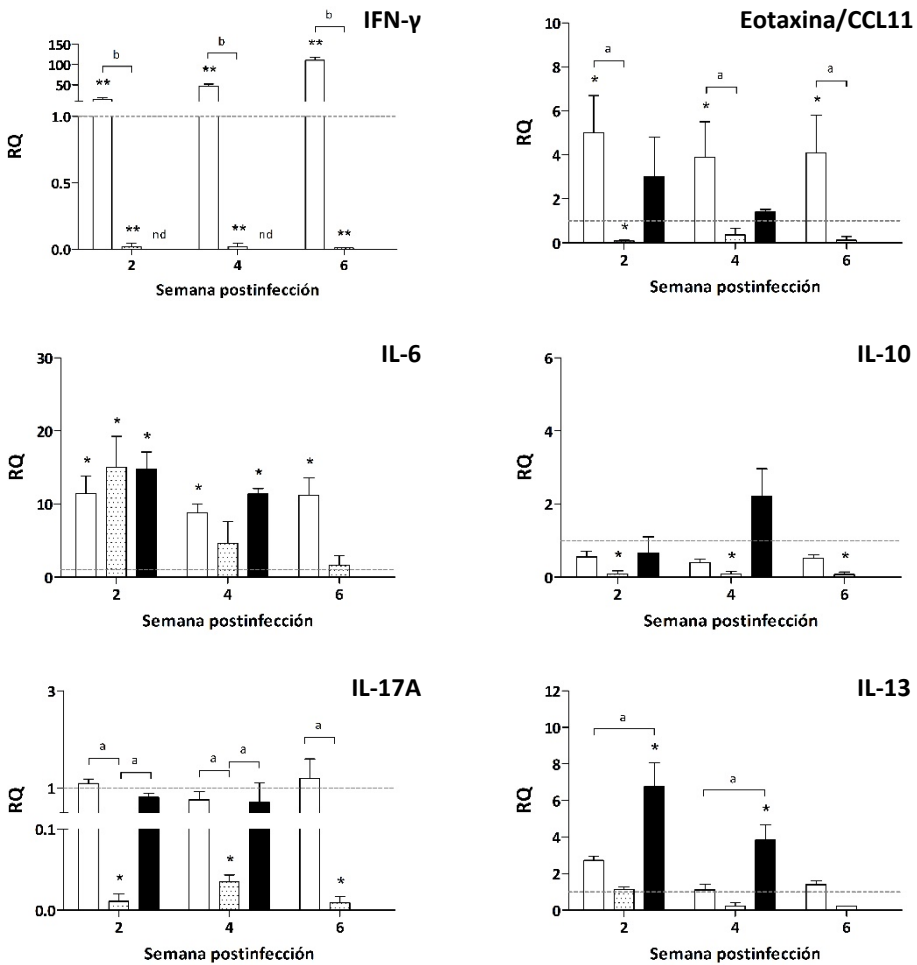 IFN-γ
b
b
b
**
**
**
150
100
50
1.0
0.5
0.0
RQ
** nd
** nd
**
2 4 6
Semana postinfección
Eotaxina/CCL11
10
8
6
4
2
0
RQ
a
a
a
*
*
*
*
2 4 6
Semana postinfección
IL-6
30
20
10
0
RQ
* * *
* *
*
2 4 6
Semana postinfección
IL-10
6
4
2
0
RQ
* * *
2 4 6
Semana postinfección
IL-17A
3
1
0.1
0.0
RQ
a a
a a
a
* * *
2 4 6
Semana postinfección
IL-13
12
10
8
6
4
2
0
RQ
a
a
*
*
2 4 6
Semana postinfección